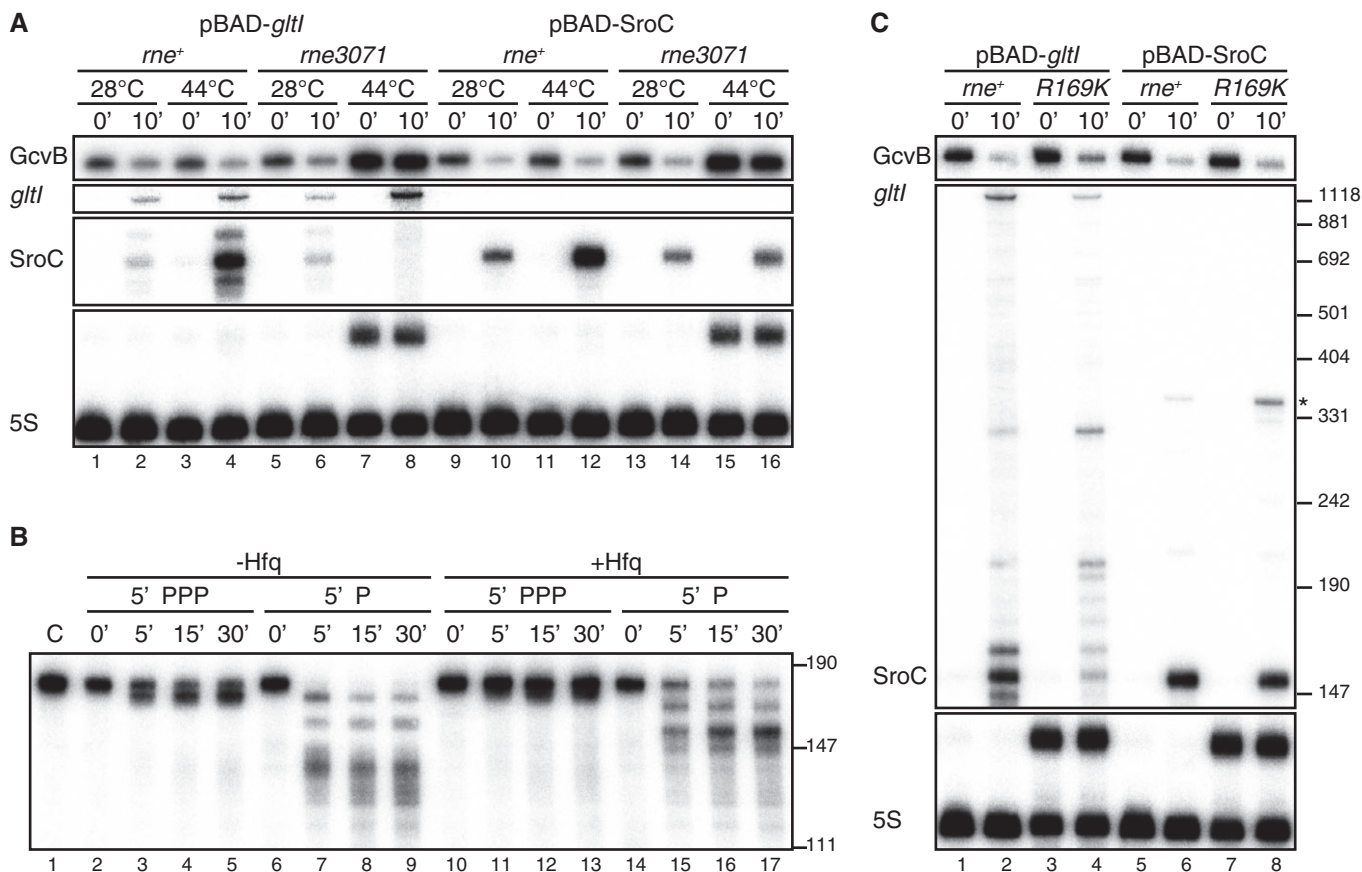 A
pBAD-gltI pBAD-SroC
rne+ rne3071 rne+ rne3071
28°C 44°C 28°C 44°C 28°C 44°C 28°C 44°C
0' 10' 0' 10' 0' 10' 0' 10' 0' 10' 0' 10' 0' 10' 0' 10'
GcvB
gltI
SroC
5S
1 2 3 4 5 6 7 8 9 10 11 12 13 14 15 16
B
-Hfq +Hfq
5' PPP 5' P 5' PPP 5' P
C 0' 5' 15' 30' 0' 5' 15' 30' 0' 5' 15' 30' 0' 5' 15' 30'
190
147
111
1 2 3 4 5 6 7 8 9 10 11 12 13 14 15 16 17
C
pBAD-gltI pBAD-SroC
rne+ R169K rne+ R169K
0' 10' 0' 10' 0' 10' 0' 10'
GcvB
gltI
1118
881
692
501
404
*
331
242
190
SroC
147
5S
1 2 3 4 5 6 7 8